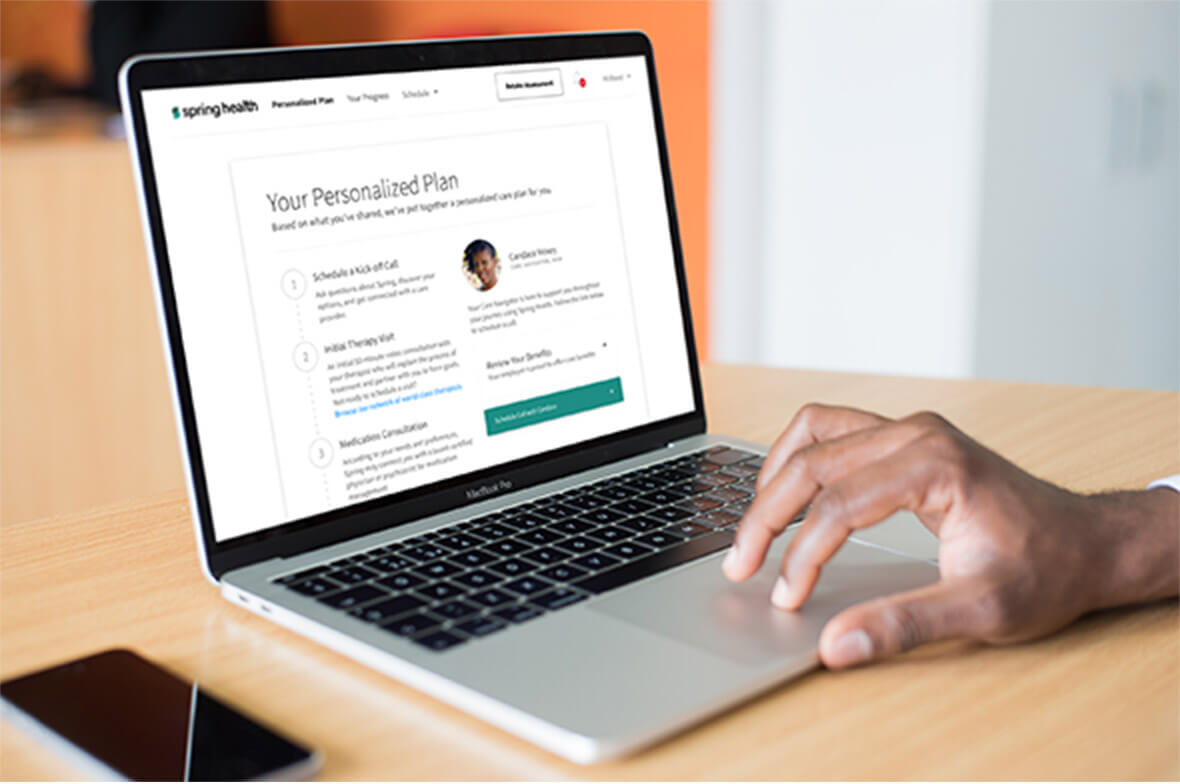 spring health
Personalized Plan
Your Progress
Schedule
Retake Assessment
Your Personalized Plan
Based on what you've shared, we've put together a personalized care plan for you.
1
Schedule a Kick-off Call
Ask questions about Spring, discover your
options, and get connected with a care
provider.
2
Initial Therapy Visit
An initial 50-minute video consultation with
your therapist who will explain the process of
treatment and partner with you to form goals.
Not ready to schedule a visit?
Browse our network of world-class therapists
3
Medication Consultation
According to your needs and preferences,
Spring may connect you with a board-certified
physician or psychiatrist for medication
management.
Candace
CARE NAVIGATOR,
Your Care Navigator is here to support you throughout
your journey using Spring Health. Follow the link below
to schedule a call.
Review Your Benefits
Your employer is proud to offer
Schedule Call with Candace
MacBook Pro